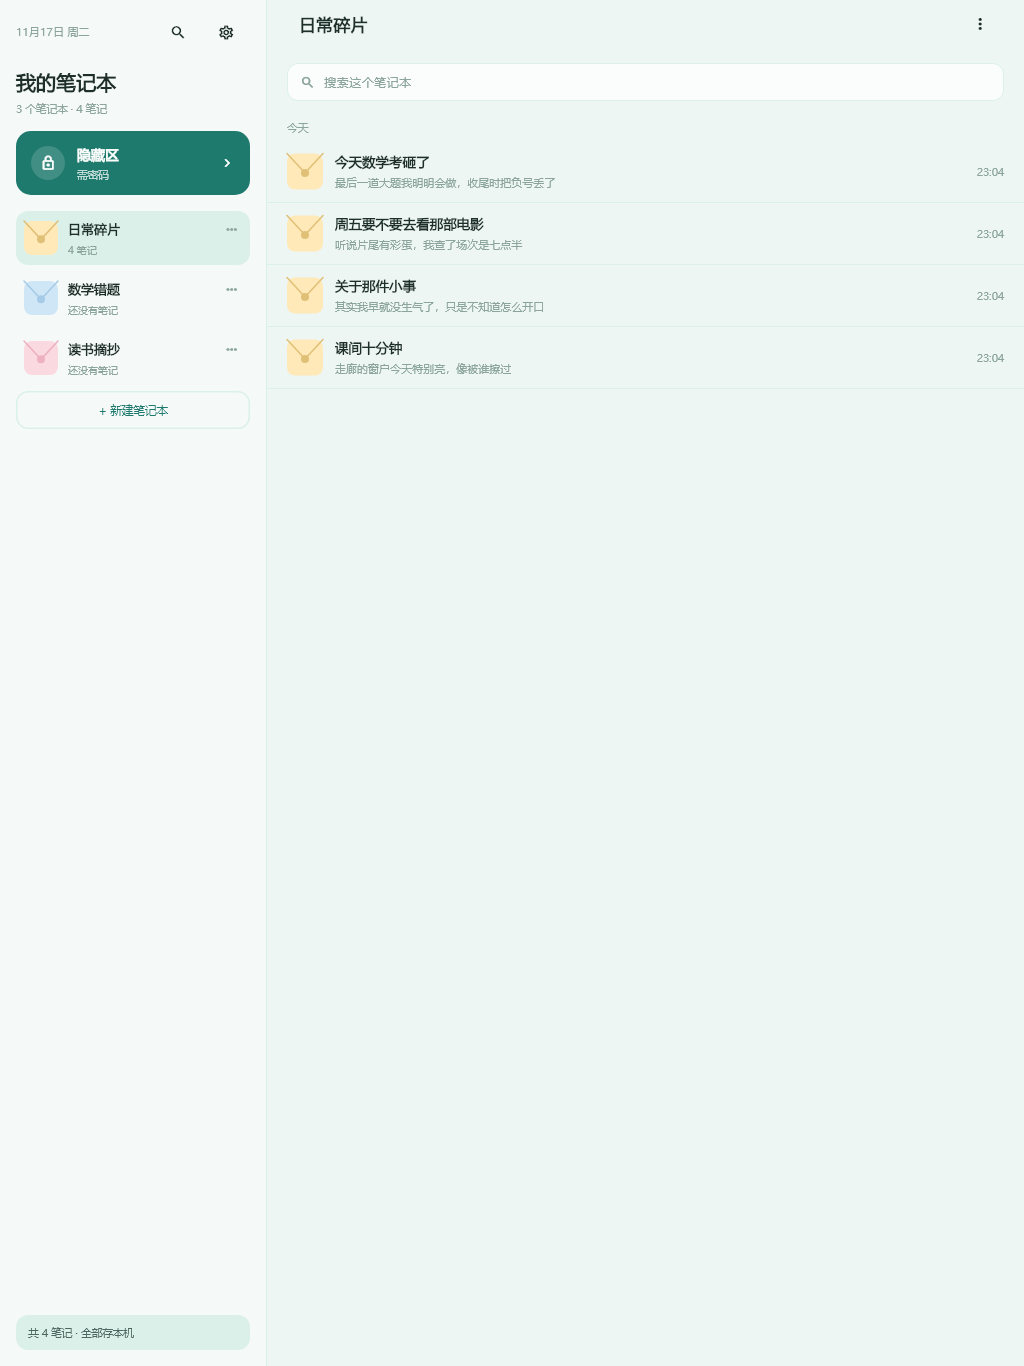 11月17日 周二
我的笔记本
3 个笔记本 · 4 笔记
隐藏区
需密码
日常碎片
4 笔记
数学错题
还没有笔记
读书摘抄
还没有笔记
+ 新建笔记本
共 4 笔记 · 全部存本机
日常碎片
搜索这个笔记本
今天
今天数学考砸了
最后一道大题我明明会做，收尾时把负号丢了
23:04
周五要不要去看那部电影
听说片尾有彩蛋，我查了场次是七点半
23:04
关于那件小事
其实我早就没生气了，只是不知道怎么开口
23:04
课间十分钟
走廊的窗户今天特别亮，像被谁擦过
23:04